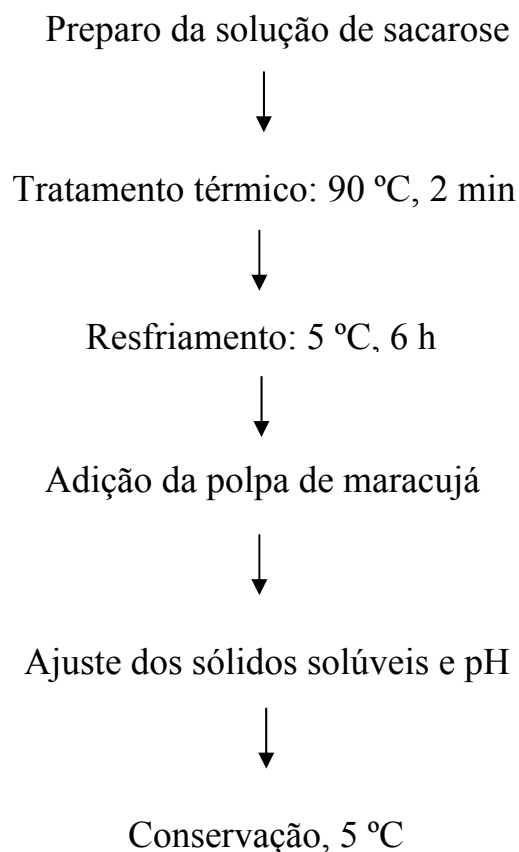 Preparo da solução de sacarose
Tratamento térmico: 90 ºC, 2 min
Resfriamento: 5 ºC, 6 h
Adição da polpa de maracujá
Ajuste dos sólidos solúveis e pH
Conservação, 5 ºC